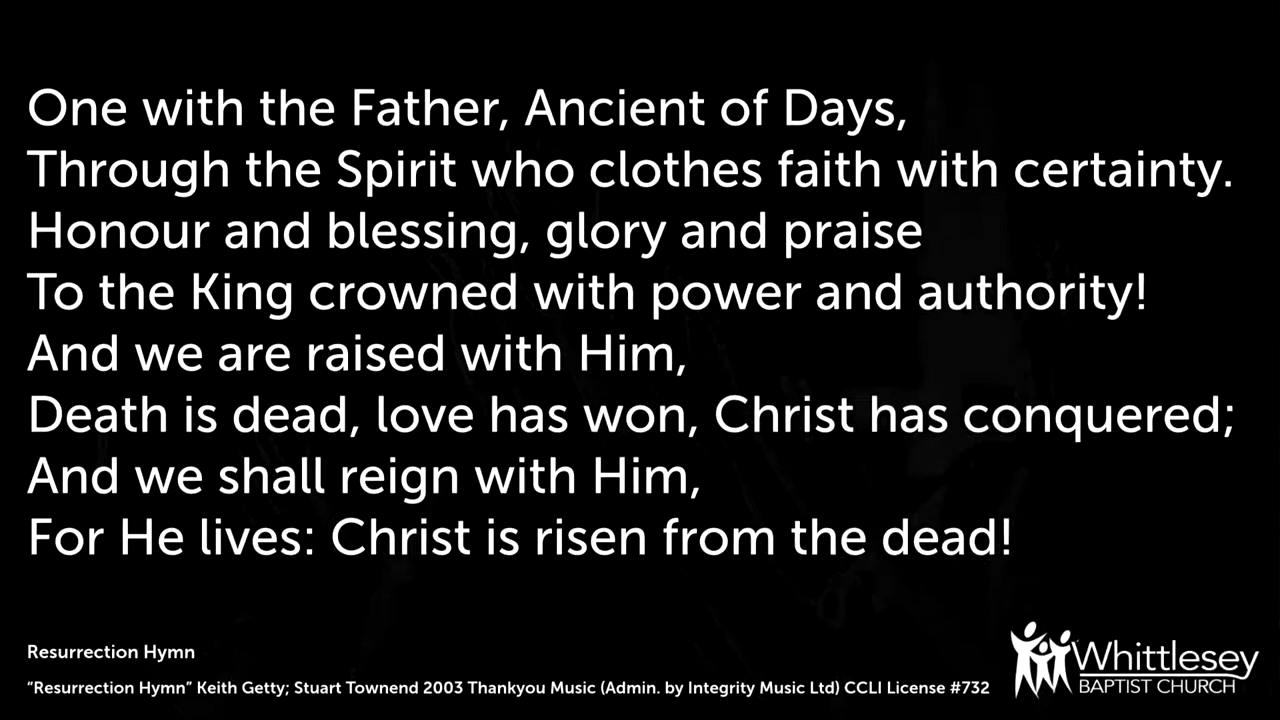 One with the Father, Ancient of Days,
Through the Spirit who clothes faith with certainty.
Honour and blessing, glory and praise
To the King crowned with power and authority!
And we are raised with Him,
Death is dead, love has won, Christ has conquered;
And we shall reign with Him,
For He lives: Christ is risen from the dead!
Resurrection Hymn
“Resurrection Hymn” Keith Getty; Stuart Townend 2003 Thankyou Music (Admin. by Integrity Music Ltd) CCLI License #732
Whittlesey
BAPTIST CHURCH